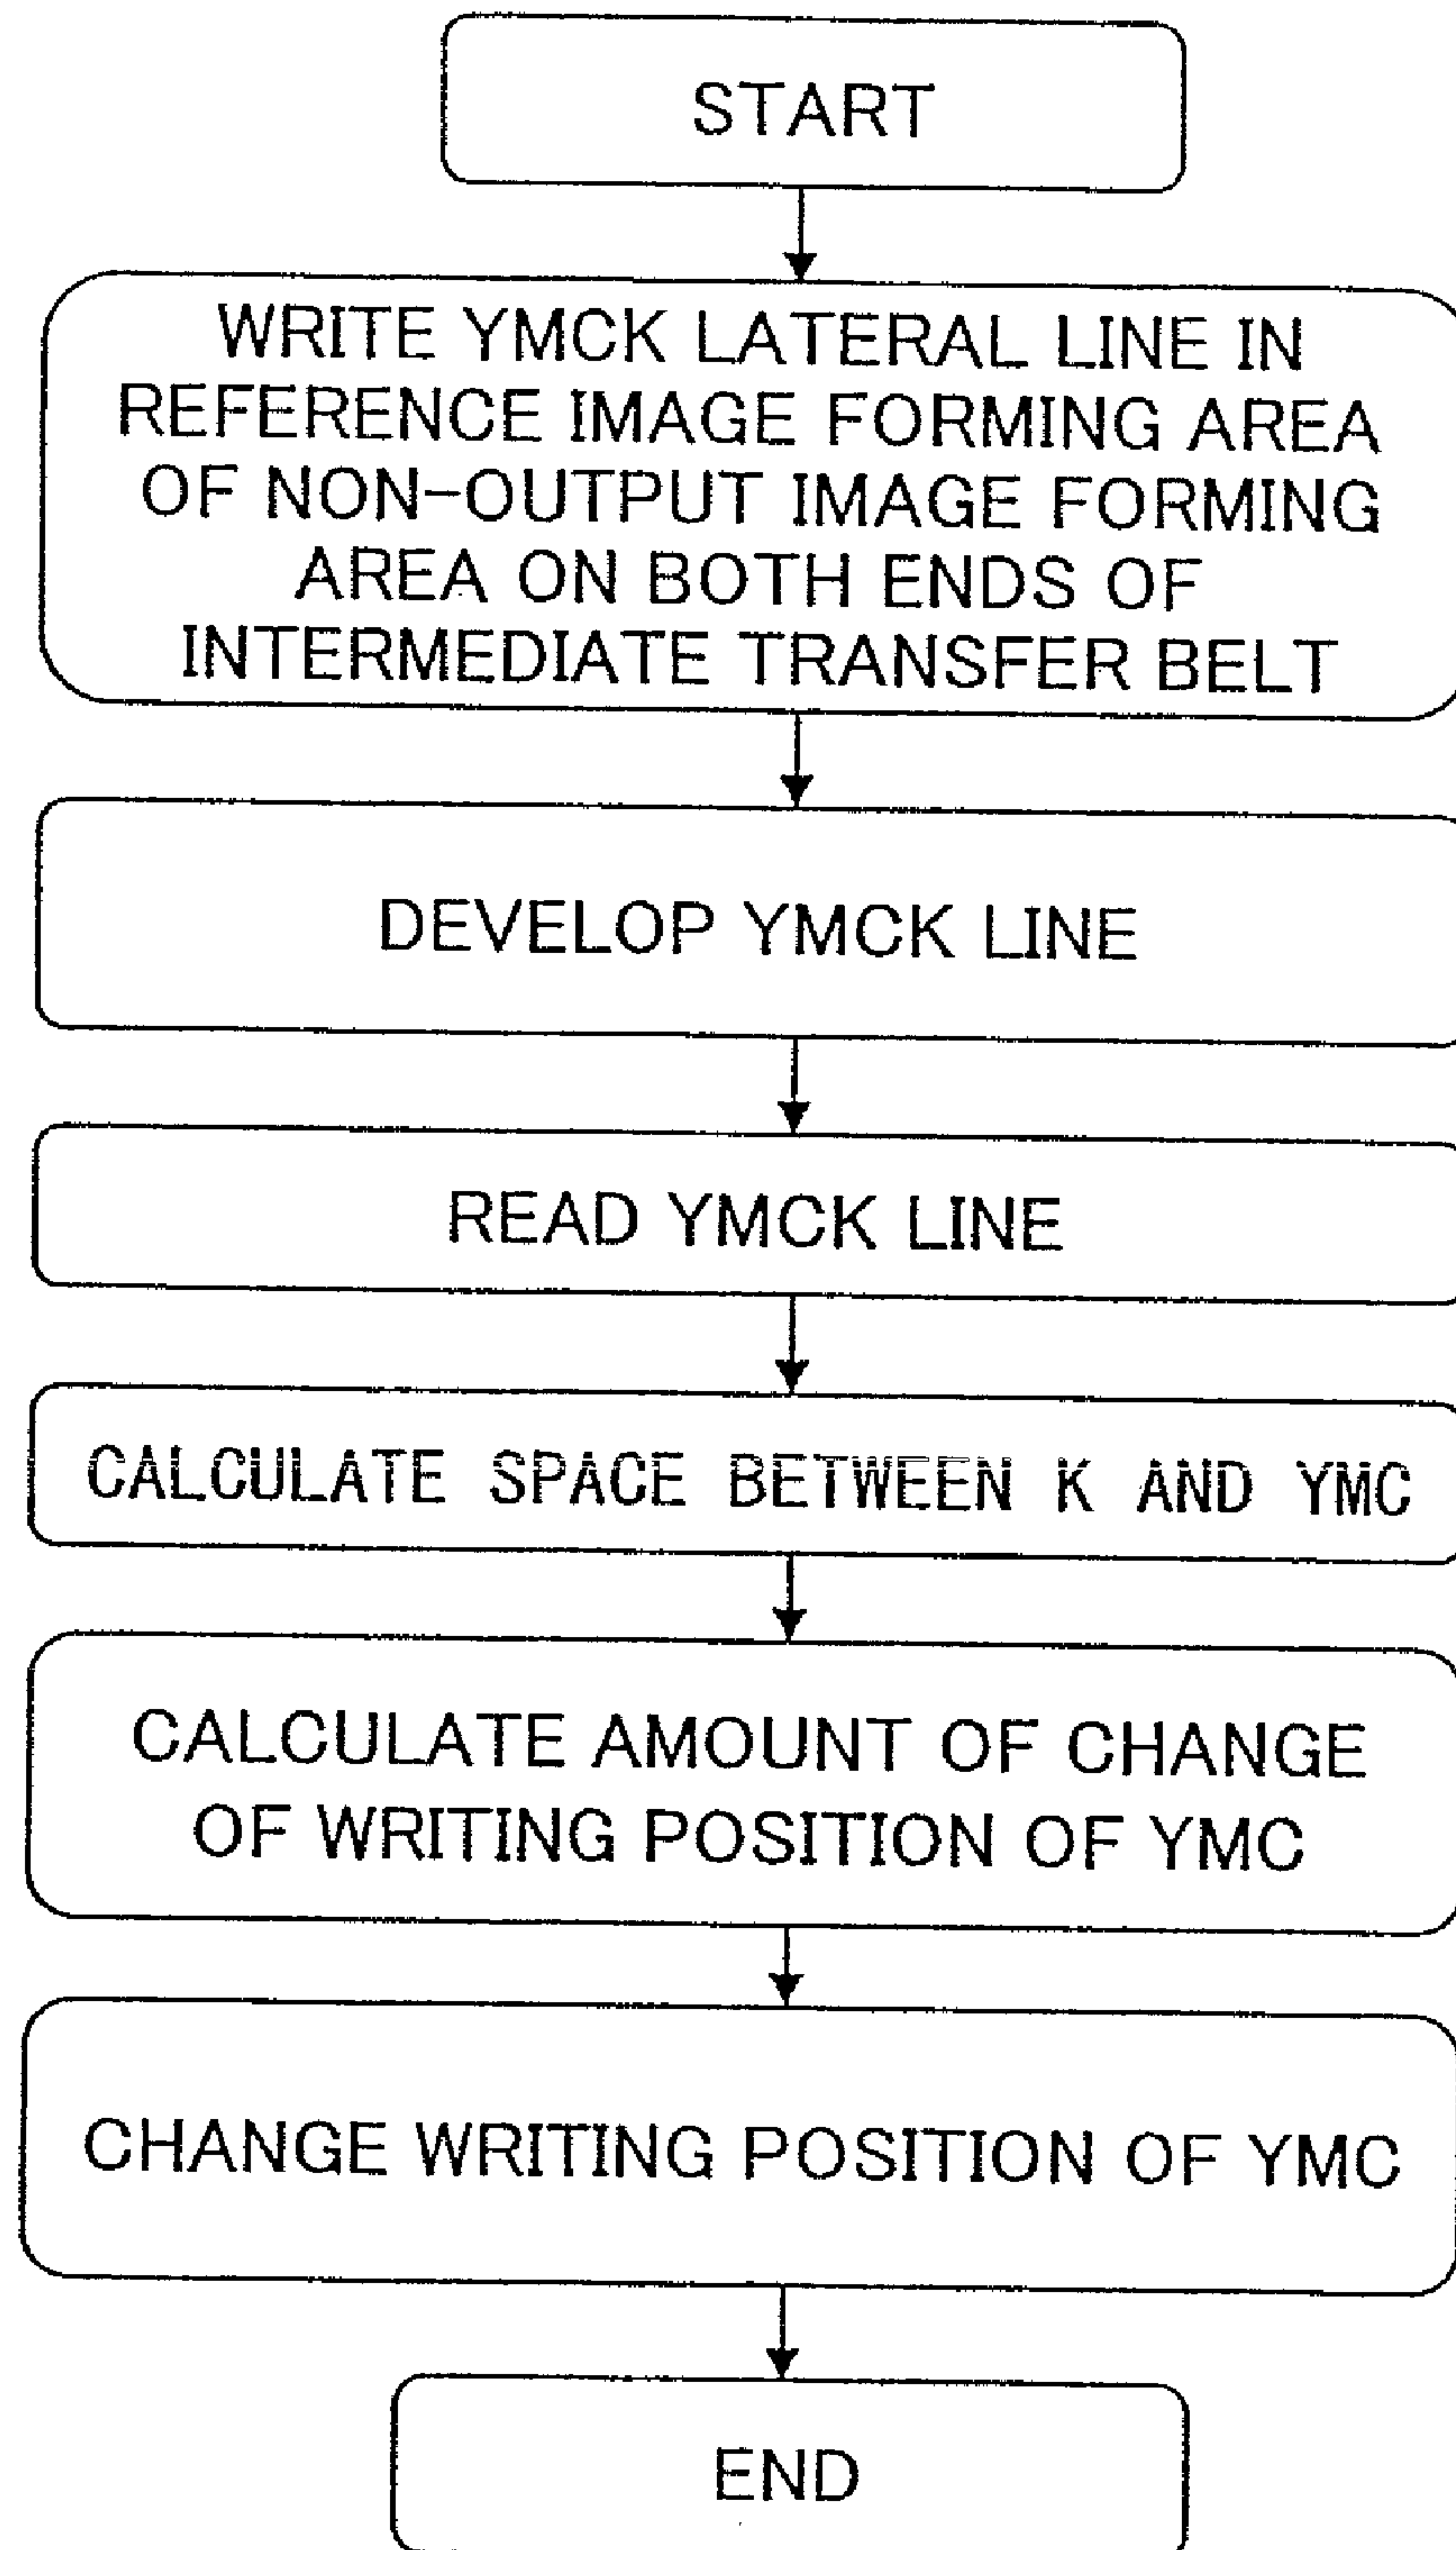 START
WRITE YMCK LATERAL LINE IN
REFERENCE IMAGE FORMING AREA
OF NON-OUTPUT IMAGE FORMING
AREA ON BOTH ENDS OF
INTERMEDIATE TRANSFER BELT
DEVELOP YMCK LINE
READ YMCK LINE
CALCULATE SPACE BETWEEN K AND YMC
CALCULATE AMOUNT OF CHANGE
OF WRITING POSITION OF YMC
CHANGE WRITING POSITION OF YMC
END